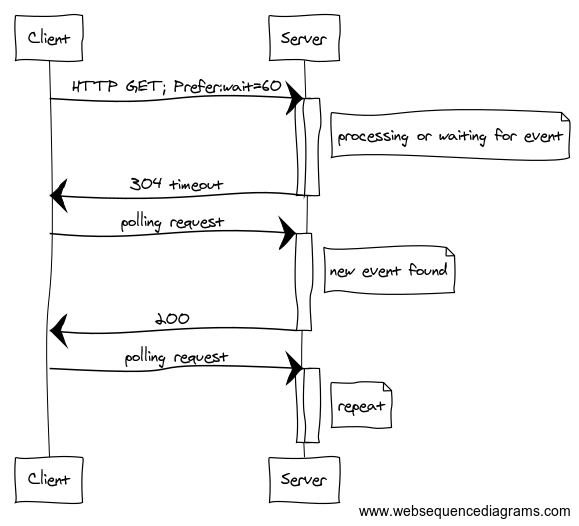 Client
Server
HTTP GET; Prefer:wait=60
processing or waiting for event
304 timeout
polling request
new event found
200
polling request
repeat
Client
Server
www.websequencediagrams.com